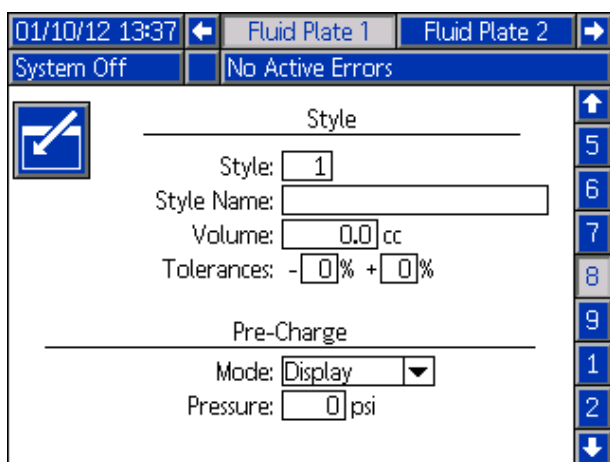 01/10/12 13:37 Fluid Plate 1 Fluid Plate 2
System Off No Active Errors
Style
Style: 1
Style Name:
Volume: 0.0 cc
Tolerances: - 0 % + 0 %
Pre-Charge
Mode: Display
Pressure: 0 psi
5
6
7
8
9
1
2